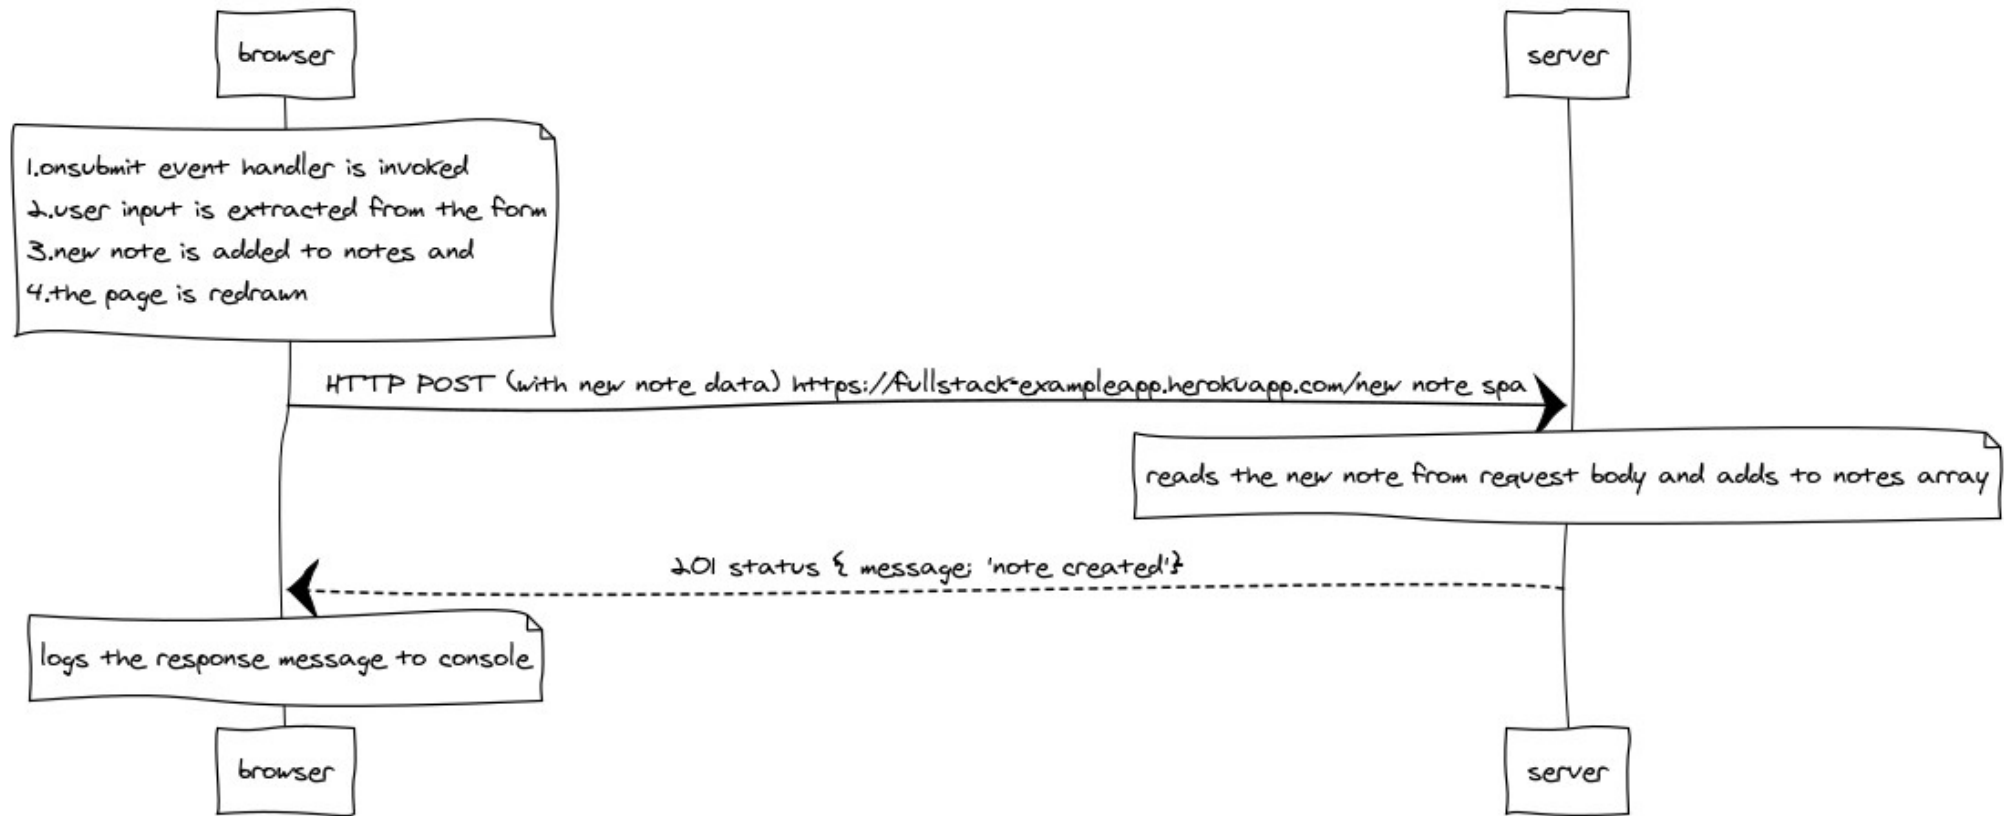 browser
server
1.onsubmit event handler is invoked
2.user input is extracted from the form
3.new note is added to notes and
4.the page is redrawn
HTTP POST (with new note data) https://fullstack-exampleapp.herokuapp.com/new note spa
reads the new note from request body and adds to notes array
201 status { message: 'note created'}
logs the response message to console
browser
server